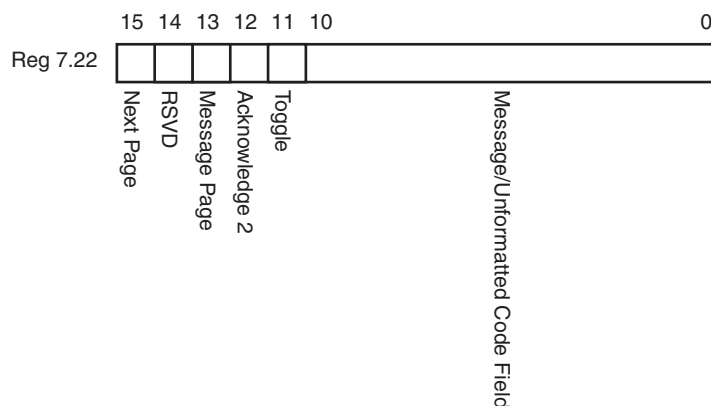 15 14 13 12 11 10 0
Reg 7.22
Next Page
RSVD
Message Page
Acknowledge 2
Toggle
Message/Unformatted Code Field